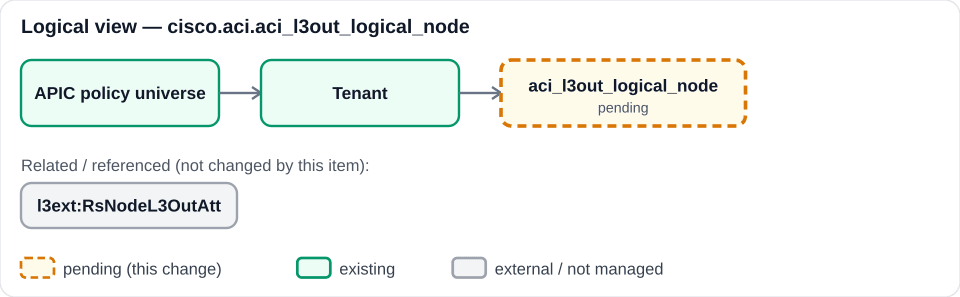 Logical view — cisco.aci.aci_l3out_logical_node
APIC policy universe
Tenant
aci_l3out_logical_node
pending
Related / referenced (not changed by this item):
l3ext:RsNodeL3OutAtt
pending (this change)
existing
external / not managed